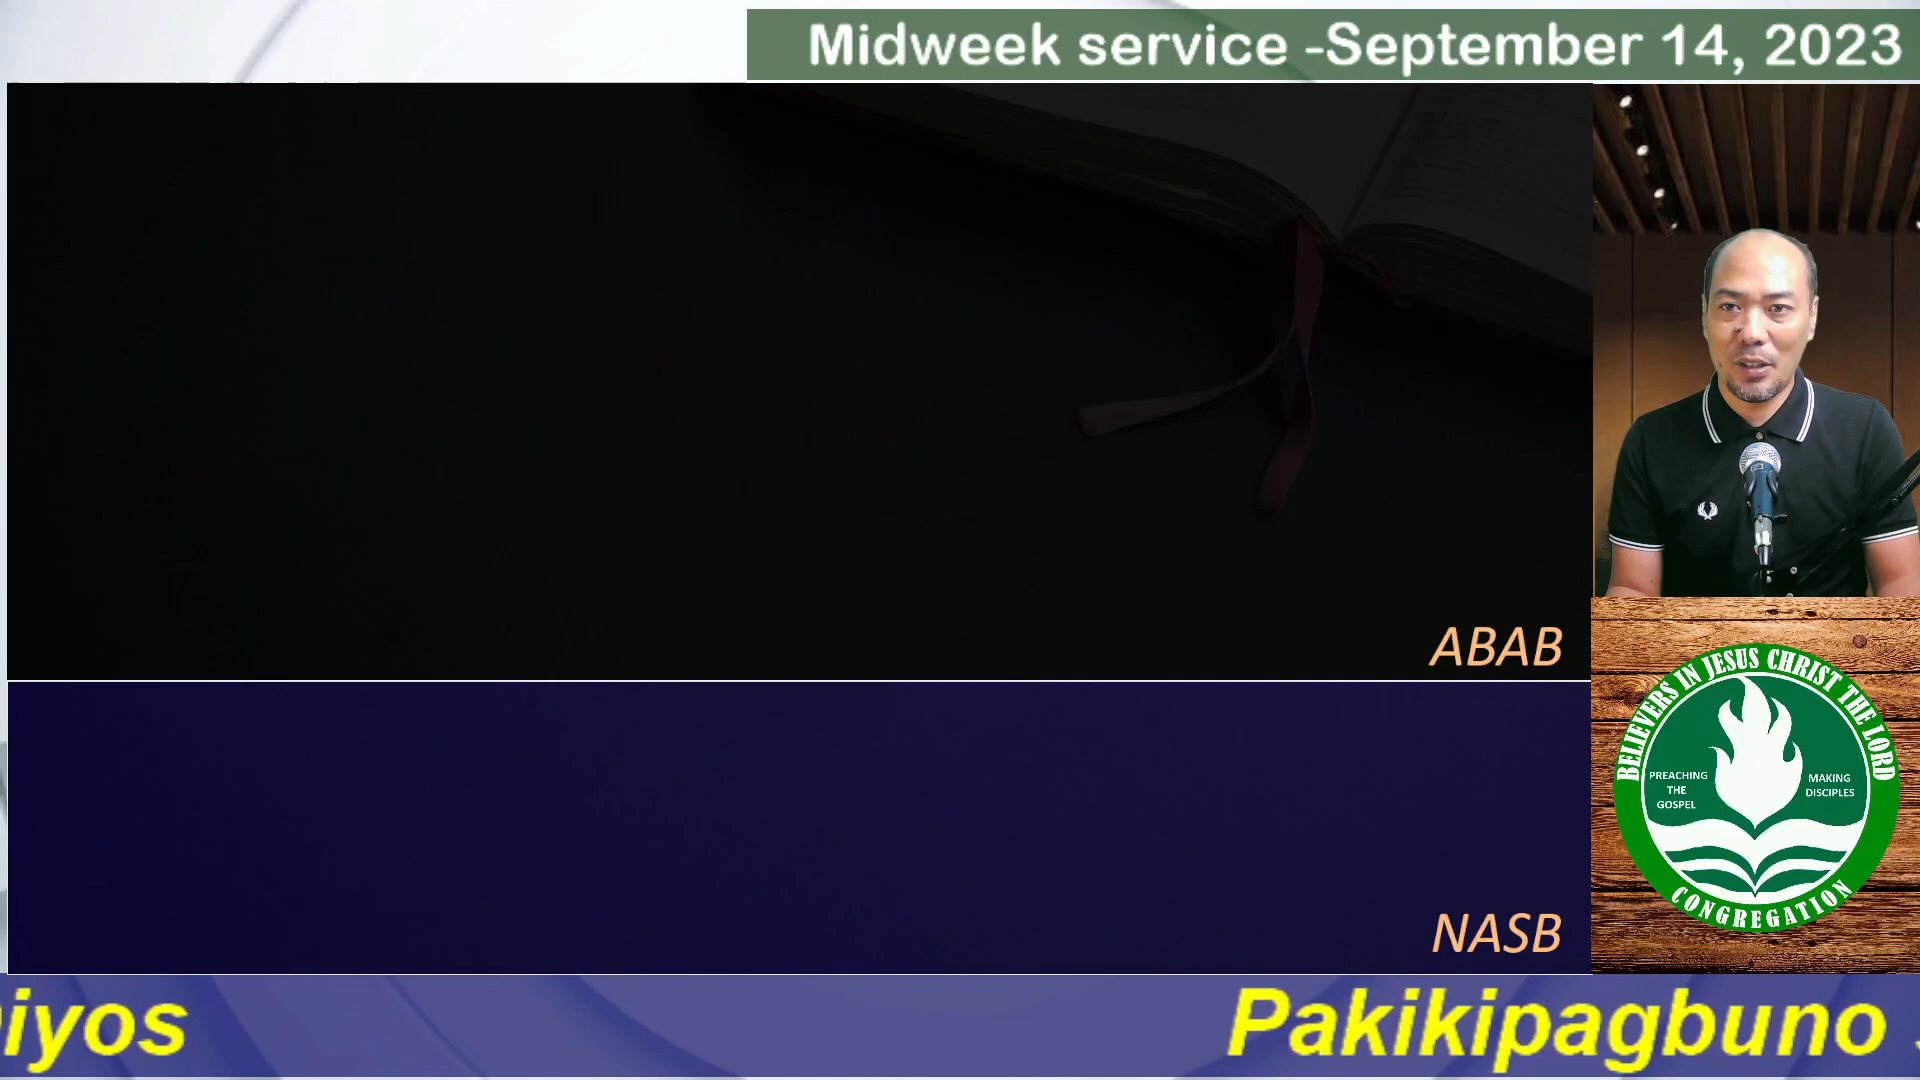 Midweek service -September 14, 2023
ABAB
NASB
BELIEVERS IN JESUS CHRIST THE LORD
PREACHING
THE
GOSPEL
MAKING
DISCIPLES
CONGREGATION
iyos
Pakikipagbuno